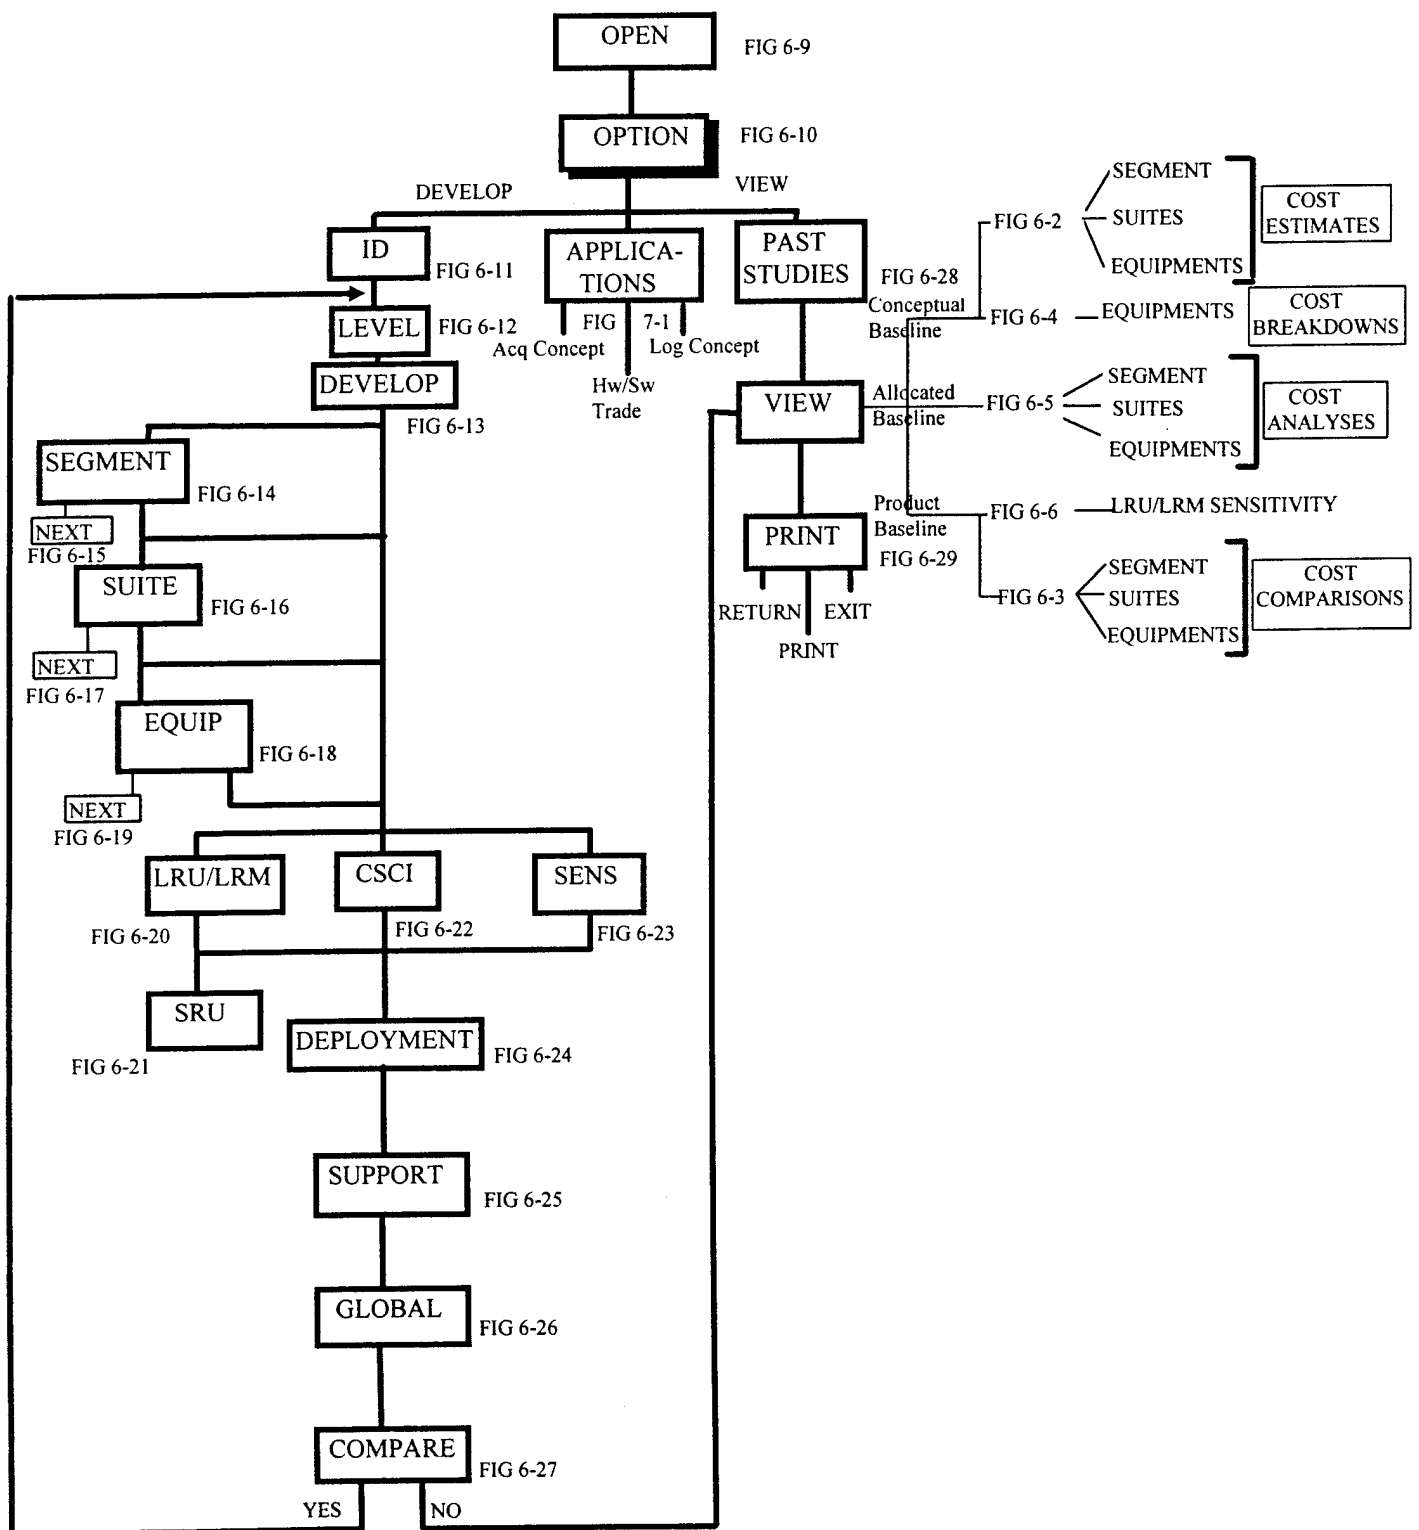 OPEN
FIG 6-9
OPTION
FIG 6-10
DEVELOP
VIEW
ID
FIG 6-11
LEVEL
FIG 6-12
DEVELOP
FIG 6-13
APPLICA-
TIONS
FIG 7-1
Acq Concept
Log Concept
Hw/Sw
Trade
PAST
STUDIES
FIG 6-28
Conceptual
Baseline
VIEW
Allocated
Baseline
Product
Baseline
PRINT
FIG 6-29
RETURN
EXIT
PRINT
FIG 6-2
SEGMENT
SUITES
EQUIPMENTS
COST
ESTIMATES
FIG 6-4
EQUIPMENTS
COST
BREAKDOWNS
FIG 6-5
SEGMENT
SUITES
EQUIPMENTS
COST
ANALYSES
FIG 6-6
LRU/LRM SENSITIVITY
FIG 6-3
SEGMENT
SUITES
EQUIPMENTS
COST
COMPARISONS
SEGMENT
FIG 6-14
NEXT
FIG 6-15
SUITE
FIG 6-16
NEXT
FIG 6-17
EQUIP
FIG 6-18
NEXT
FIG 6-19
LRU/LRM
FIG 6-20
CSCI
FIG 6-22
SENS
FIG 6-23
SRU
FIG 6-21
DEPLOYMENT
FIG 6-24
SUPPORT
FIG 6-25
GLOBAL
FIG 6-26
COMPARE
FIG 6-27
YES
NO